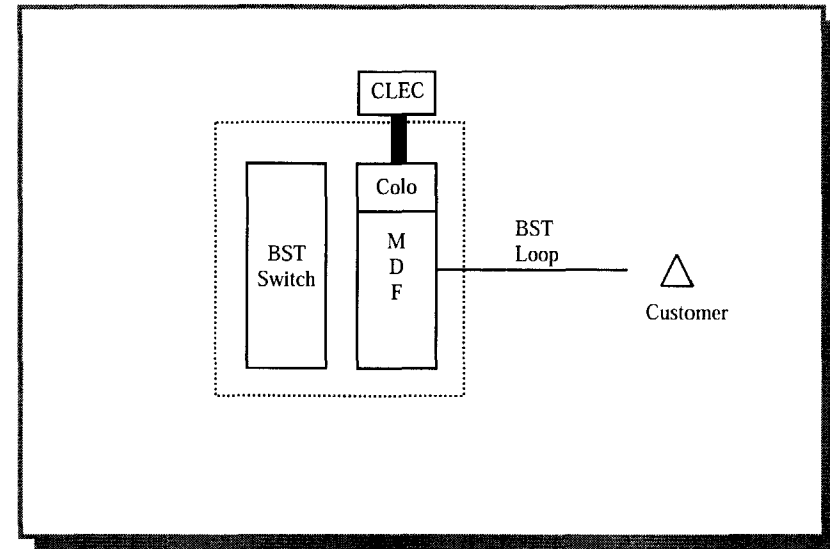 CLEC
Colo
BST
Switch
M
D
F
BST
Loop
Customer